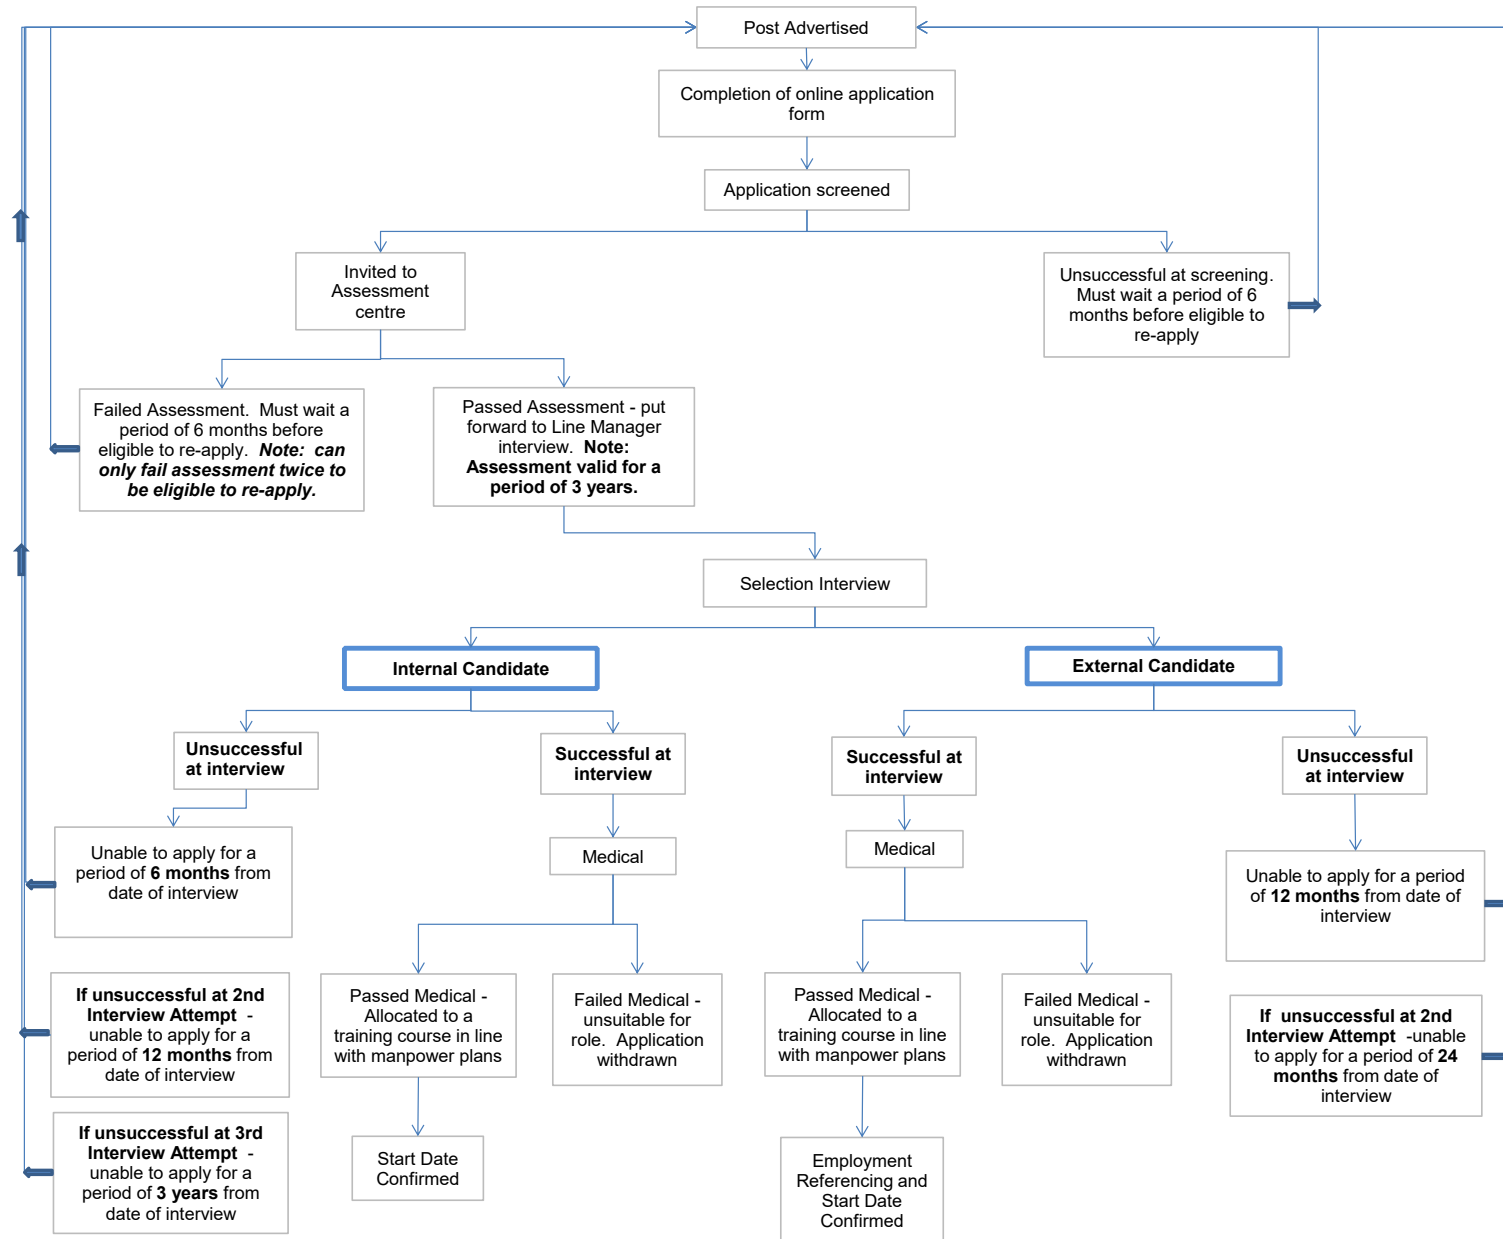 Post Advertised
Completion of online application
form
Application screened
Invited to
Assessment
centre
Unsuccessful at screening.
Must wait a period of 6
months before eligible to
re-apply
Failed Assessment.  Must wait a
period of 6 months before
eligible to re-apply.  Note:  can
only fail assessment twice to
be eligible to re-apply.
Passed Assessment - put
forward to Line Manager
interview.  Note:
Assessment valid for a
period of 3 years.
Selection Interview
Internal Candidate
External Candidate
Unsuccessful
at interview
Successful at
interview
Successful at
interview
Unsuccessful
at interview
Unable to apply for a
period of 6 months from
date of interview
Medical
Medical
Unable to apply for a period
of 12 months from date of
interview
If unsuccessful at 2nd
Interview Attempt  -
unable to apply for a
period of 12 months from
date of interview
Passed Medical -
Allocated to a
training course in line
with manpower plans
Failed Medical -
unsuitable for
role.  Application
withdrawn
Passed Medical -
Allocated to a
training course in line
with manpower plans
Failed Medical -
unsuitable for
role.  Application
withdrawn
If  unsuccessful at 2nd
Interview Attempt  -unable
to apply for a period of 24
months from date of
interview
If unsuccessful at 3rd
Interview Attempt  -
unable to apply for a
period of 3 years from
date of interview
Start Date
Confirmed
Employment
Referencing and
Start Date
Confirmed